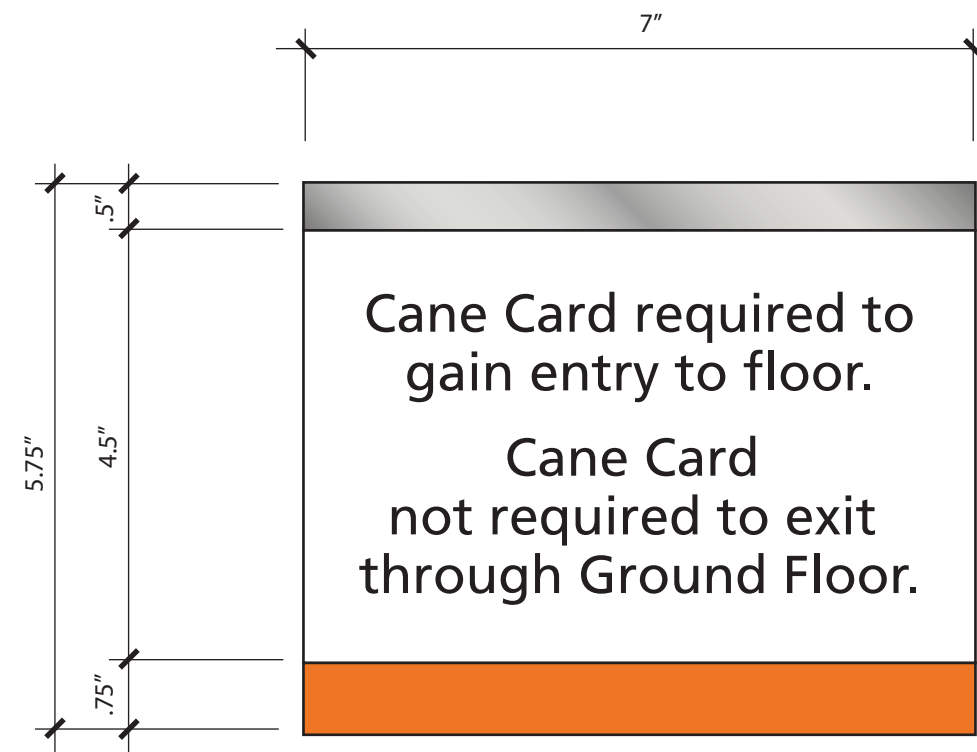 7”
.5”
5.75”
4.5”
.75”
Cane Card required to
gain entry to floor.
Cane Card
not required to exit
through Ground Floor.